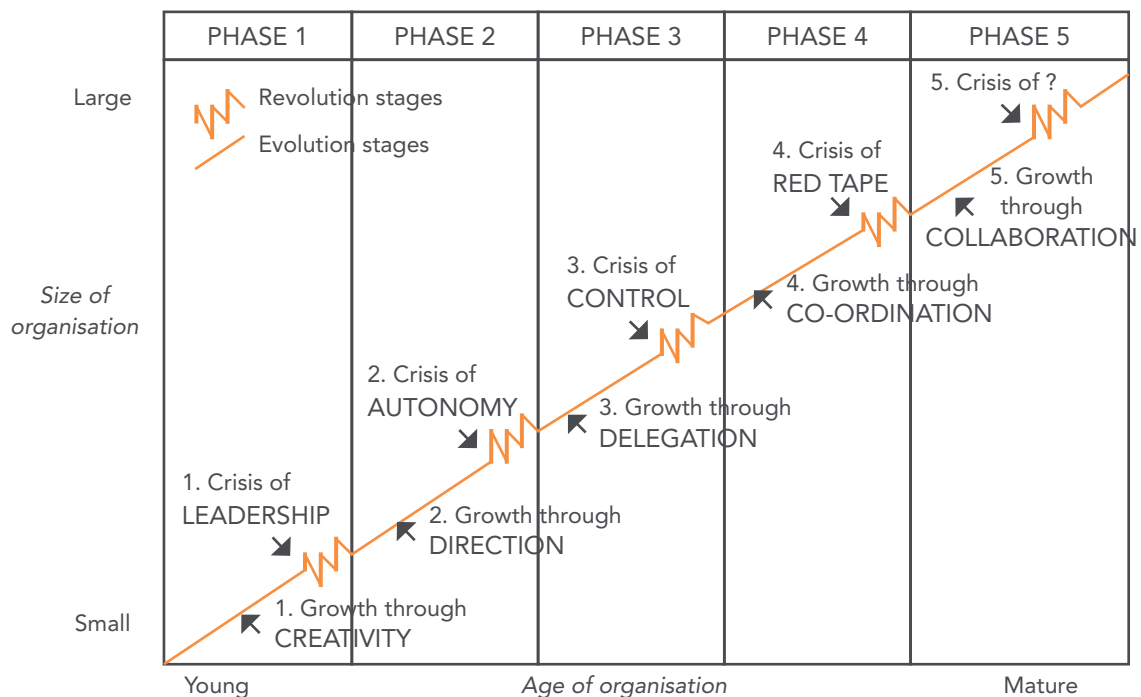 PHASE 1
PHASE 2
PHASE 3
PHASE 4
PHASE 5
Large
Revolution stages
Evolution stages
5. Crisis of ?
4. Crisis of
RED TAPE
5. Growth
through
COLLABORATION
3. Crisis of
CONTROL
4. Growth through
CO-ORDINATION
Size of
organisation
2. Crisis of
AUTONOMY
3. Growth through
DELEGATION
1. Crisis of
LEADERSHIP
2. Growth through
DIRECTION
1. Growth through
CREATIVITY
Small
Young
Age of organisation
Mature